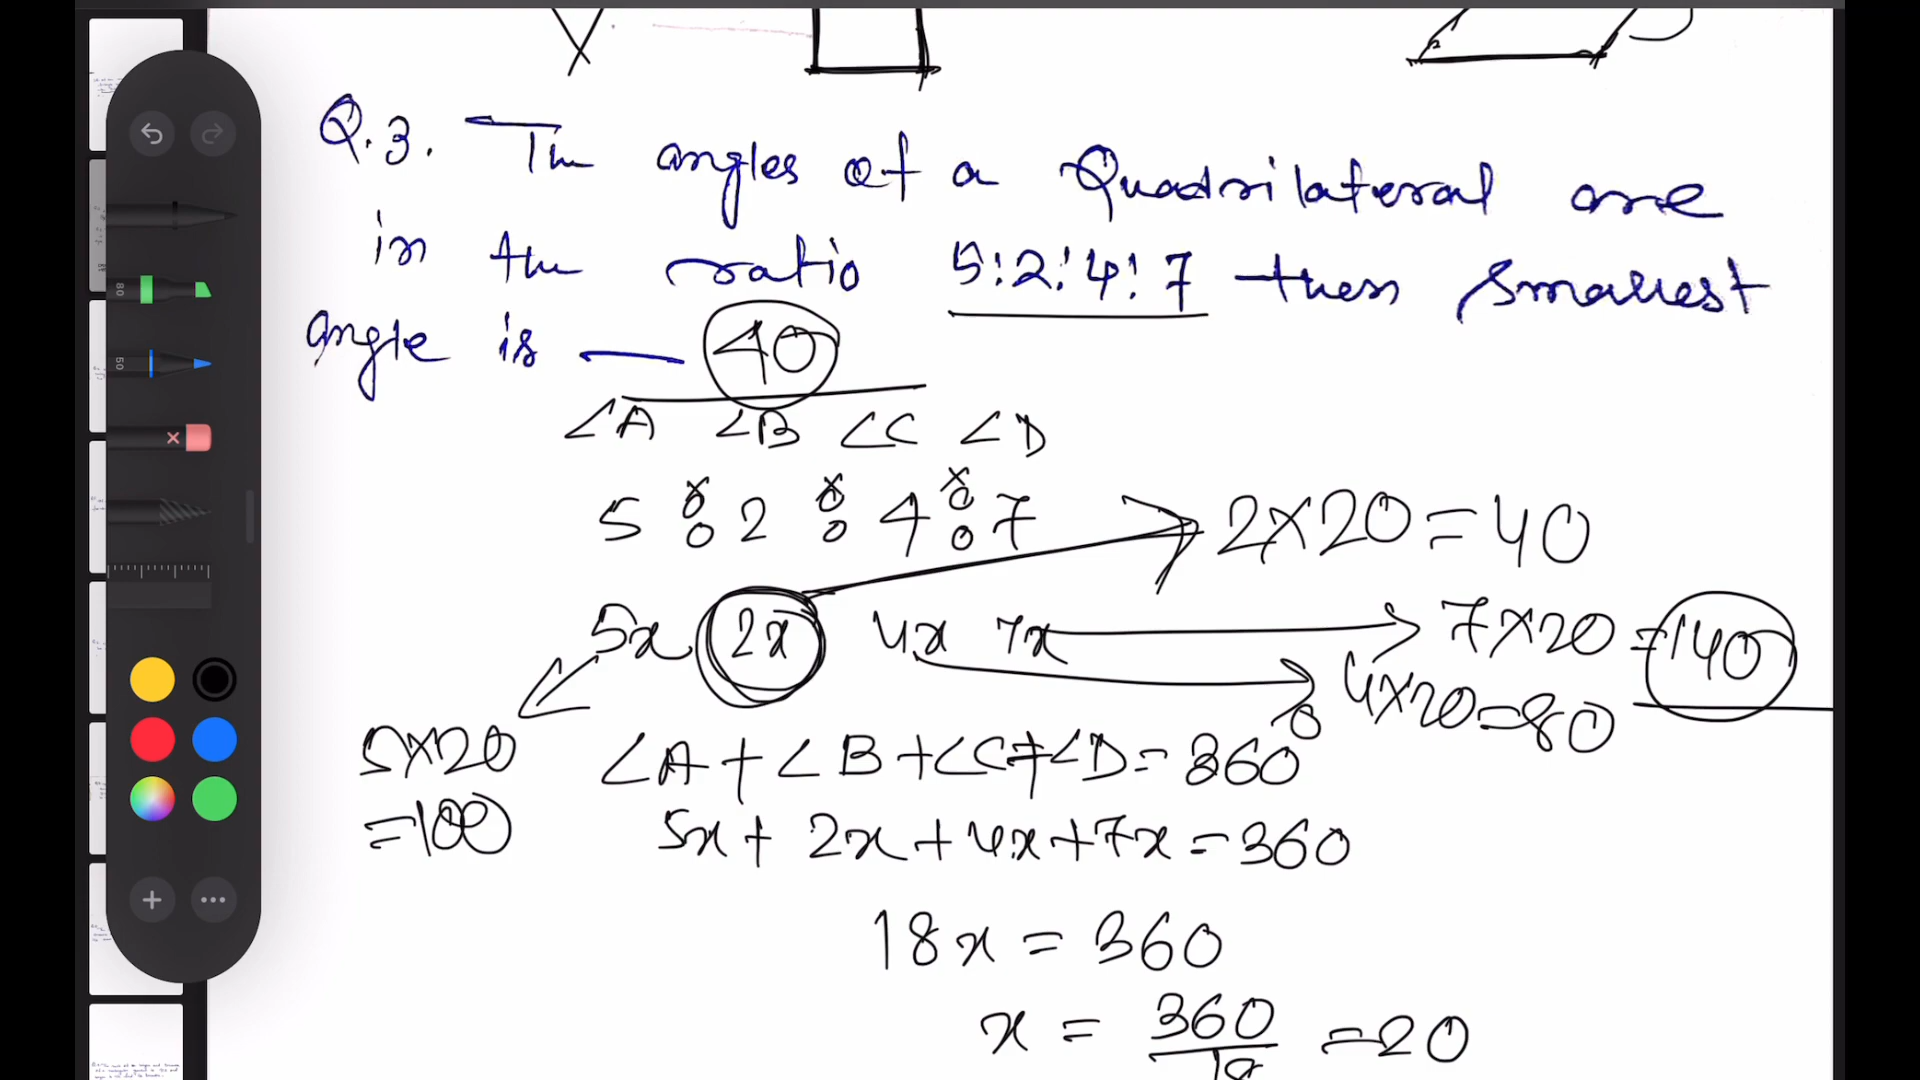 Q.3. The angles of a Quadrilateral are
in the ratio 5:2:4:7 then smallest
angle is — 40
∠A ∠B ∠C ∠D
5 : 2 : 4 : 7
2×20=40
5x 2x 4x 7x
7×20=140
4×20=80
5×20
=100
∠A+∠B+∠C+∠D=360
5x+2x+4x+7x=360
18x=360
x=360/18=20
80
50